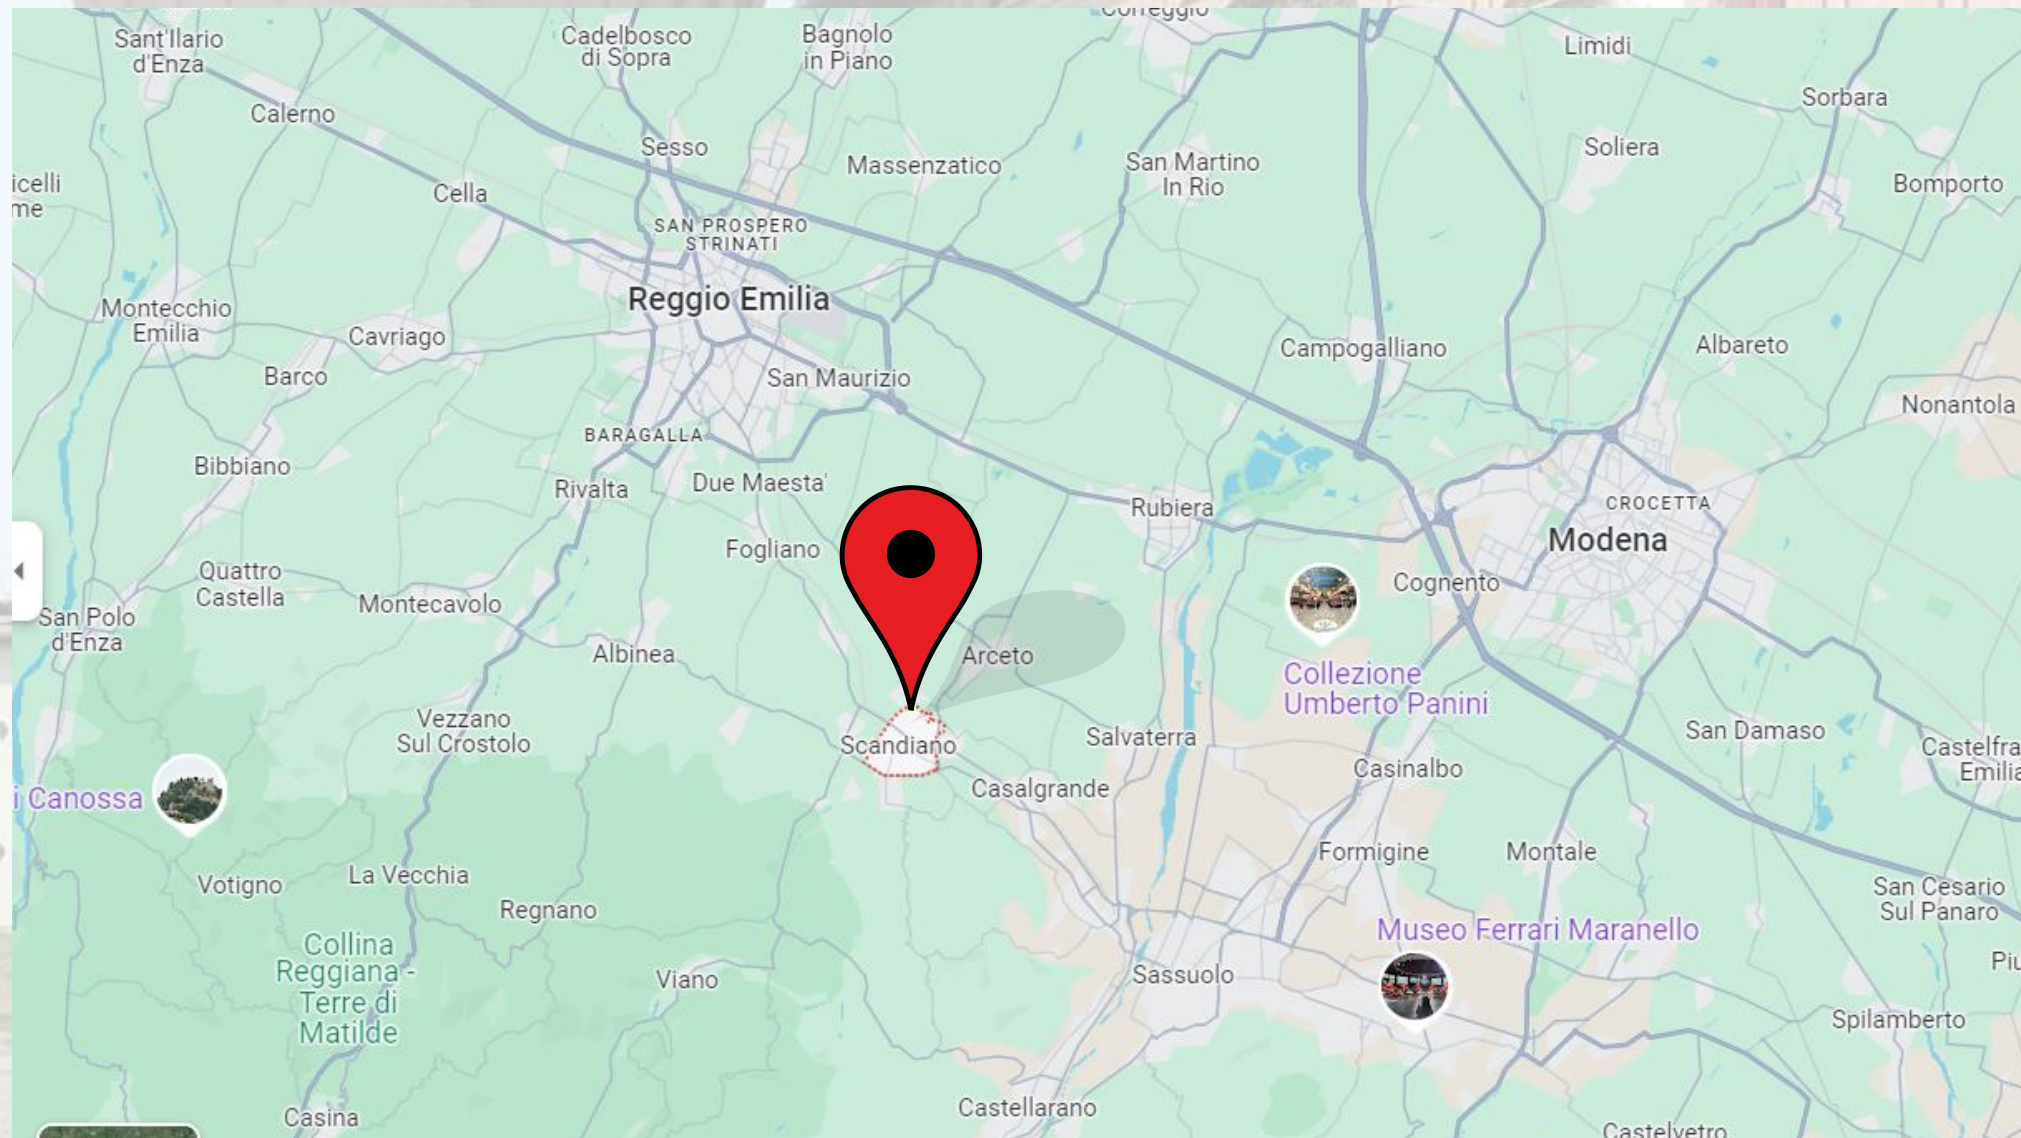 Correggio
Sant'Ilario
d'Enza
Cadelbosco
di Sopra
Bagnolo
in Piano
Limidi
Calerno
Sorbara
Sesso
Massenzatico
San Martino
In Rio
Soliera
icelli
me
Cella
Bomporto
SAN PROSPERO
STRINATI
Reggio Emilia
Montecchio
Emilia
Cavriago
Campogalliano
Albareto
Barco
San Maurizio
Nonantola
BARAGALLA
Bibbiano
Rivalta
Due Maesta'
Rubiera
CROCETTA
Modena
Fogliano
Quattro
Castella
Montecavolo
Cognento
San Polo
d'Enza
Albinea
Arceto
Collezione
Umberto Panini
Vezzano
Sul Crostolo
Scandiano
Salvaterra
San Damaso
Castelfra
Emilia
i Canossa
Casalgrande
Casinalbo
Formigine
Montale
Votigno
La Vecchia
Regnano
San Cesario
Sul Panaro
Collina
Reggiana -
Terre di
Matilde
Museo Ferrari Maranello
Viano
Sassuolo
Piu
Spilamberto
Casina
Castellarano
Castelvetro